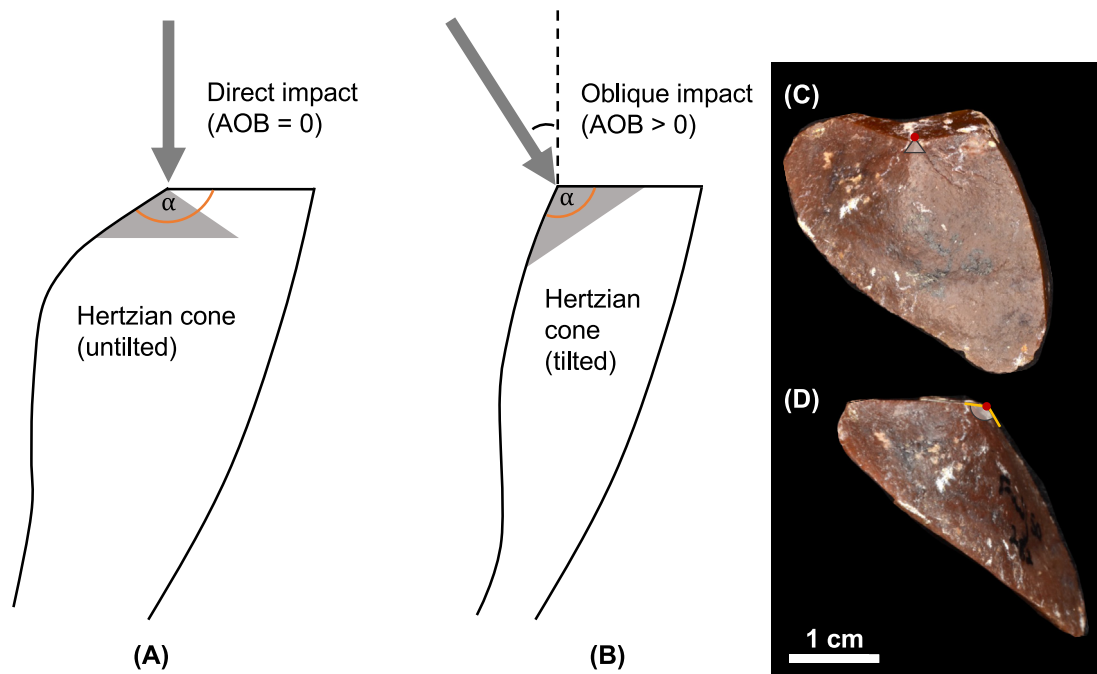 Direct impact
(AOB = 0)
α
Hertzian cone
(untilted)
(A)
Oblique impact
(AOB > 0)
α
Hertzian
cone
(tilted)
(B)
(C)
(D)
1 cm